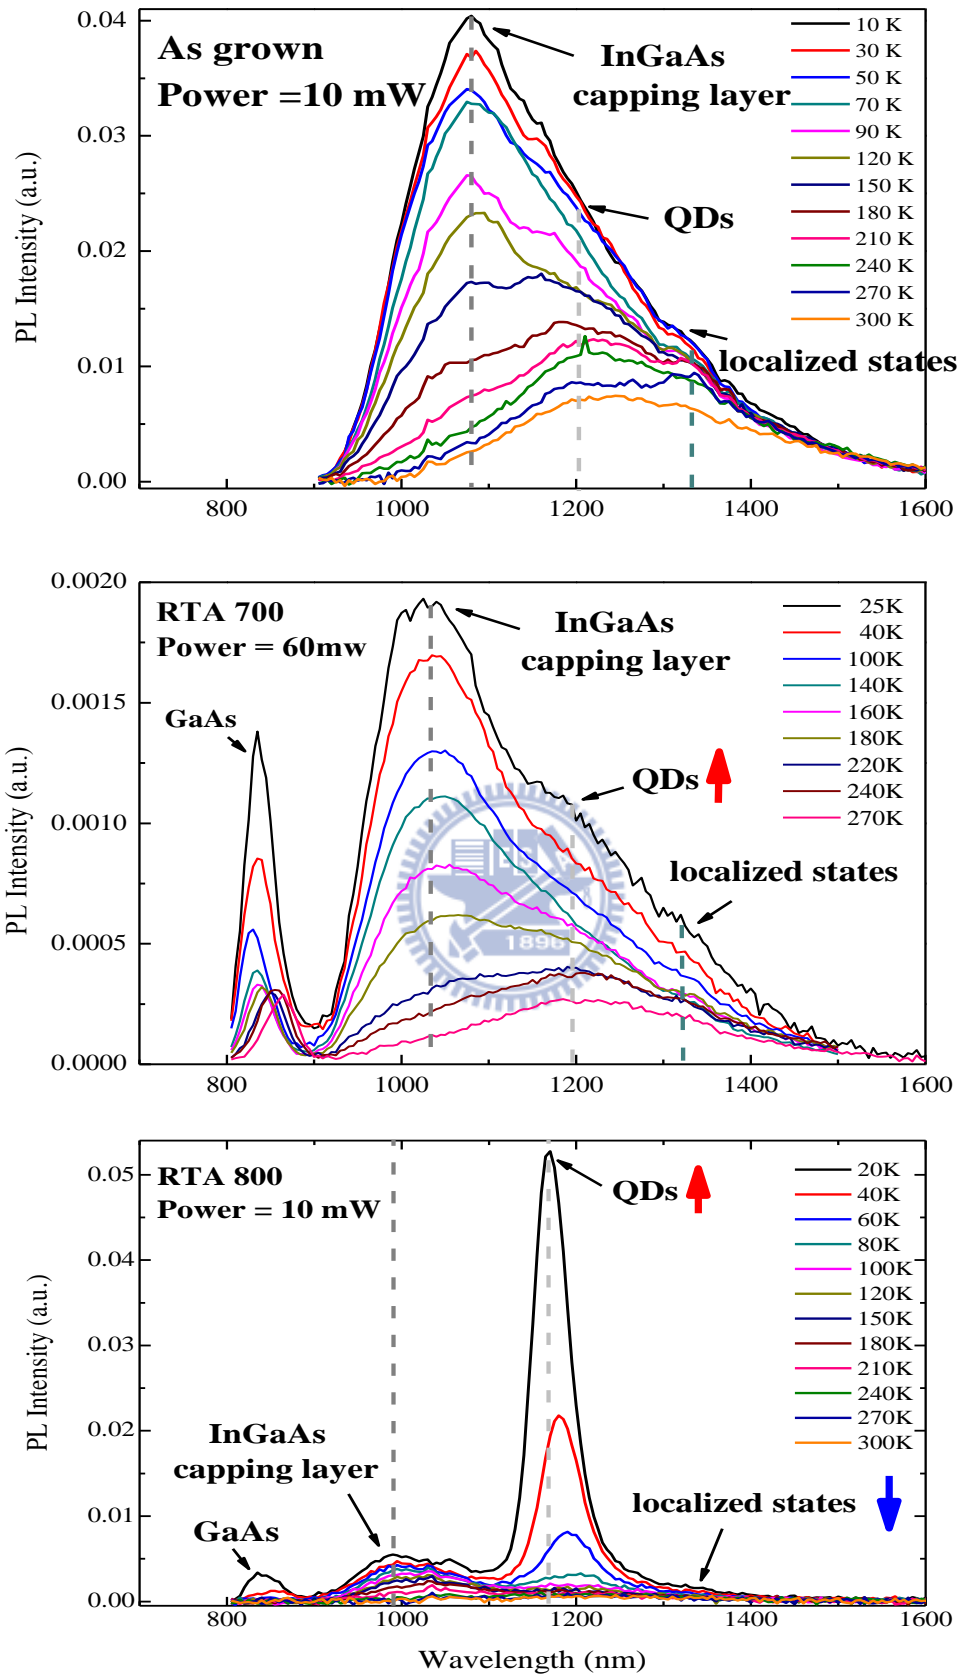 As grown
Power =10 mW
InGaAs
capping layer
QDs
localized states
10 K
30 K
50 K
70 K
90 K
120 K
150 K
180 K
210 K
240 K
270 K
300 K
PL Intensity (a.u.)
0.04
0.03
0.02
0.01
0.00
800
1000
1200
1400
1600
RTA 700
Power = 60mw
GaAs
InGaAs
capping layer
QDs
localized states
25K
40K
100K
140K
160K
180K
220K
240K
270K
1896
PL Intensity (a.u.)
0.0020
0.0015
0.0010
0.0005
0.0000
800
1000
1200
1400
1600
RTA 800
Power = 10 mW
QDs
InGaAs
capping layer
GaAs
localized states
20K
40K
60K
80K
100K
120K
150K
180K
210K
240K
270K
300K
PL Intensity (a.u.)
0.05
0.04
0.03
0.02
0.01
0.00
800
1000
1200
1400
1600
Wavelength (nm)